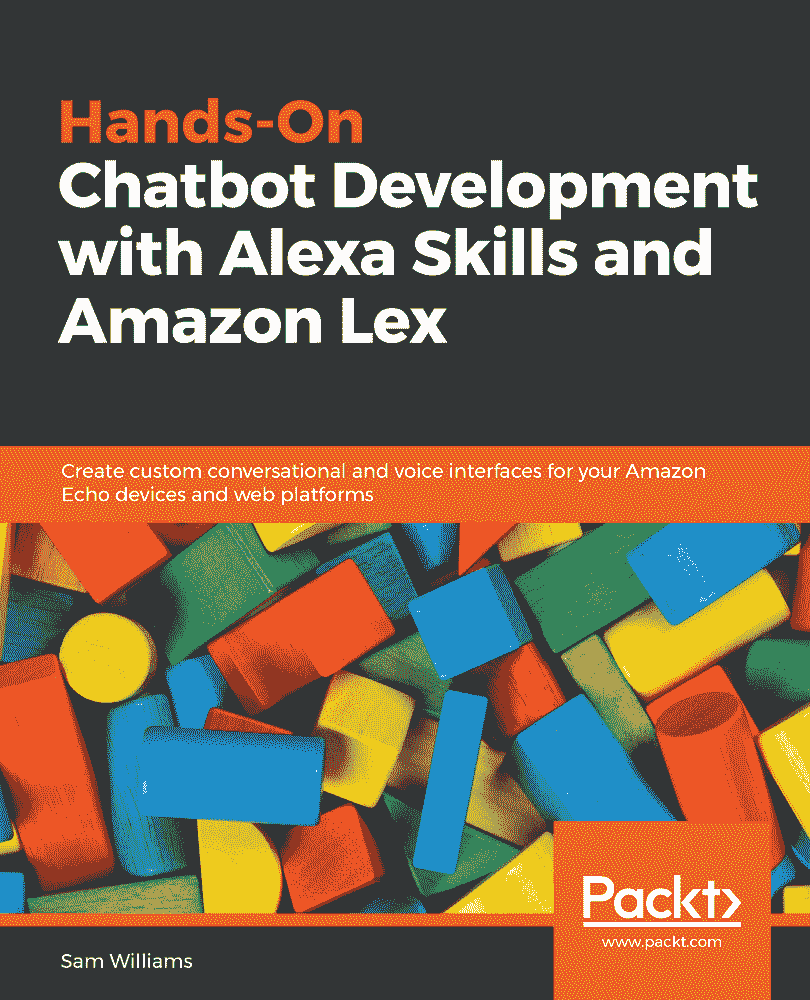 Hands-On
Chatbot Development
with Alexa Skills and
Amazon Lex
Create custom conversational and voice interfaces for your Amazon
Echo devices and web platforms
Packt>
www.packt.com
Sam Williams